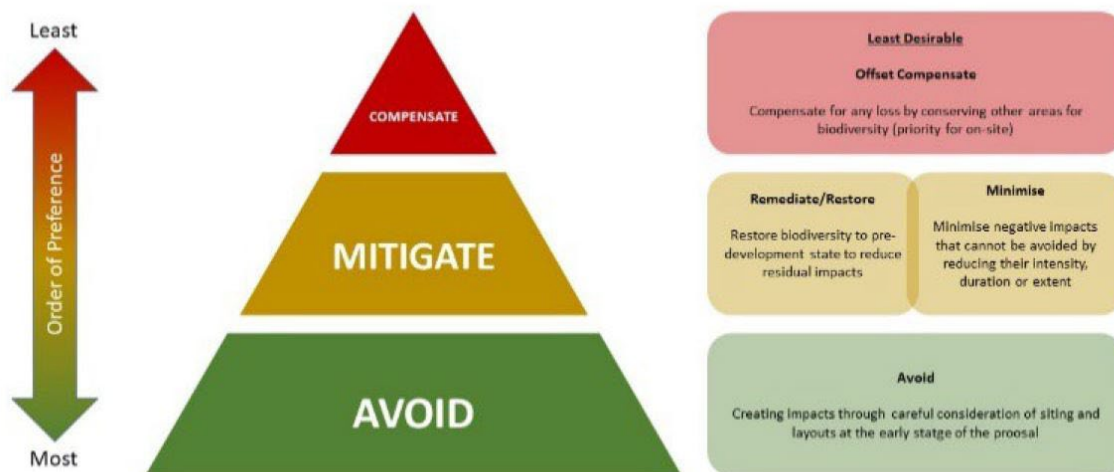 Least
Order of Preference
Most
COMPENSATE
MITIGATE
AVOID
Least Desirable
Offset Compensate
Compensate for any loss by conserving other areas for
biodiversity (priority for on-site)
Remediate/Restore
Restore biodiversity to pre-
development state to reduce
residual impacts
Minimise
Minimise negative impacts
that cannot be avoided by
reducing their intensity,
duration or extent
Avoid
Creating impacts through careful consideration of siting and
layouts at the early statge of the proosal